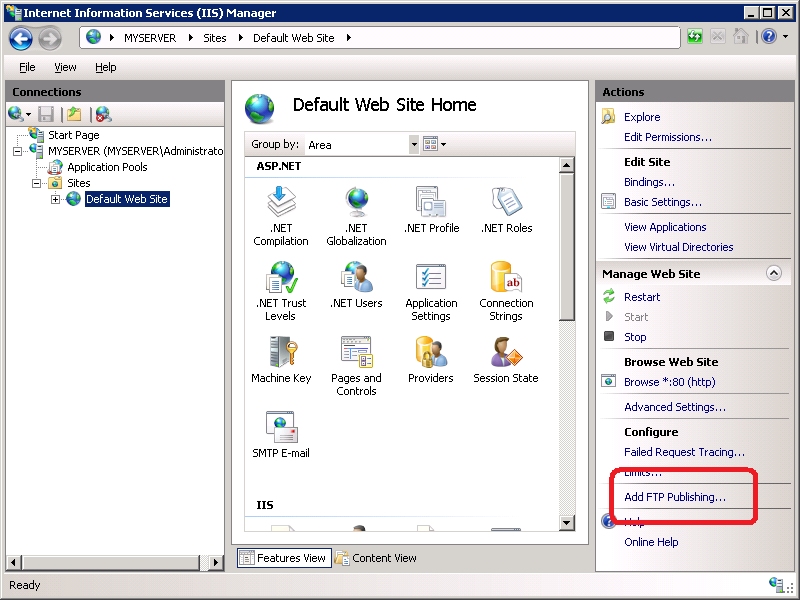 Internet Information Services (IIS) Manager
MYSERVER Sites Default Web Site
File View Help
Connections
Start Page
MYSERVER (MYSERVER\Administrato
Application Pools
Sites
Default Web Site
Default Web Site Home
Group by: Area
ASP.NET
.NET Compilation
.NET Globalization
.NET Profile
.NET Roles
.NET Trust Levels
.NET Users
Application Settings
Connection Strings
Machine Key
Pages and Controls
Providers
Session State
SMTP E-mail
IIS
Features View
Content View
Actions
Explore
Edit Permissions...
Edit Site
Bindings...
Basic Settings...
View Applications
View Virtual Directories
Manage Web Site
Restart
Start
Stop
Browse Web Site
Browse *:80 (http)
Advanced Settings...
Configure
Failed Request Tracing...
Limits...
Add FTP Publishing...
Help
Online Help
Ready